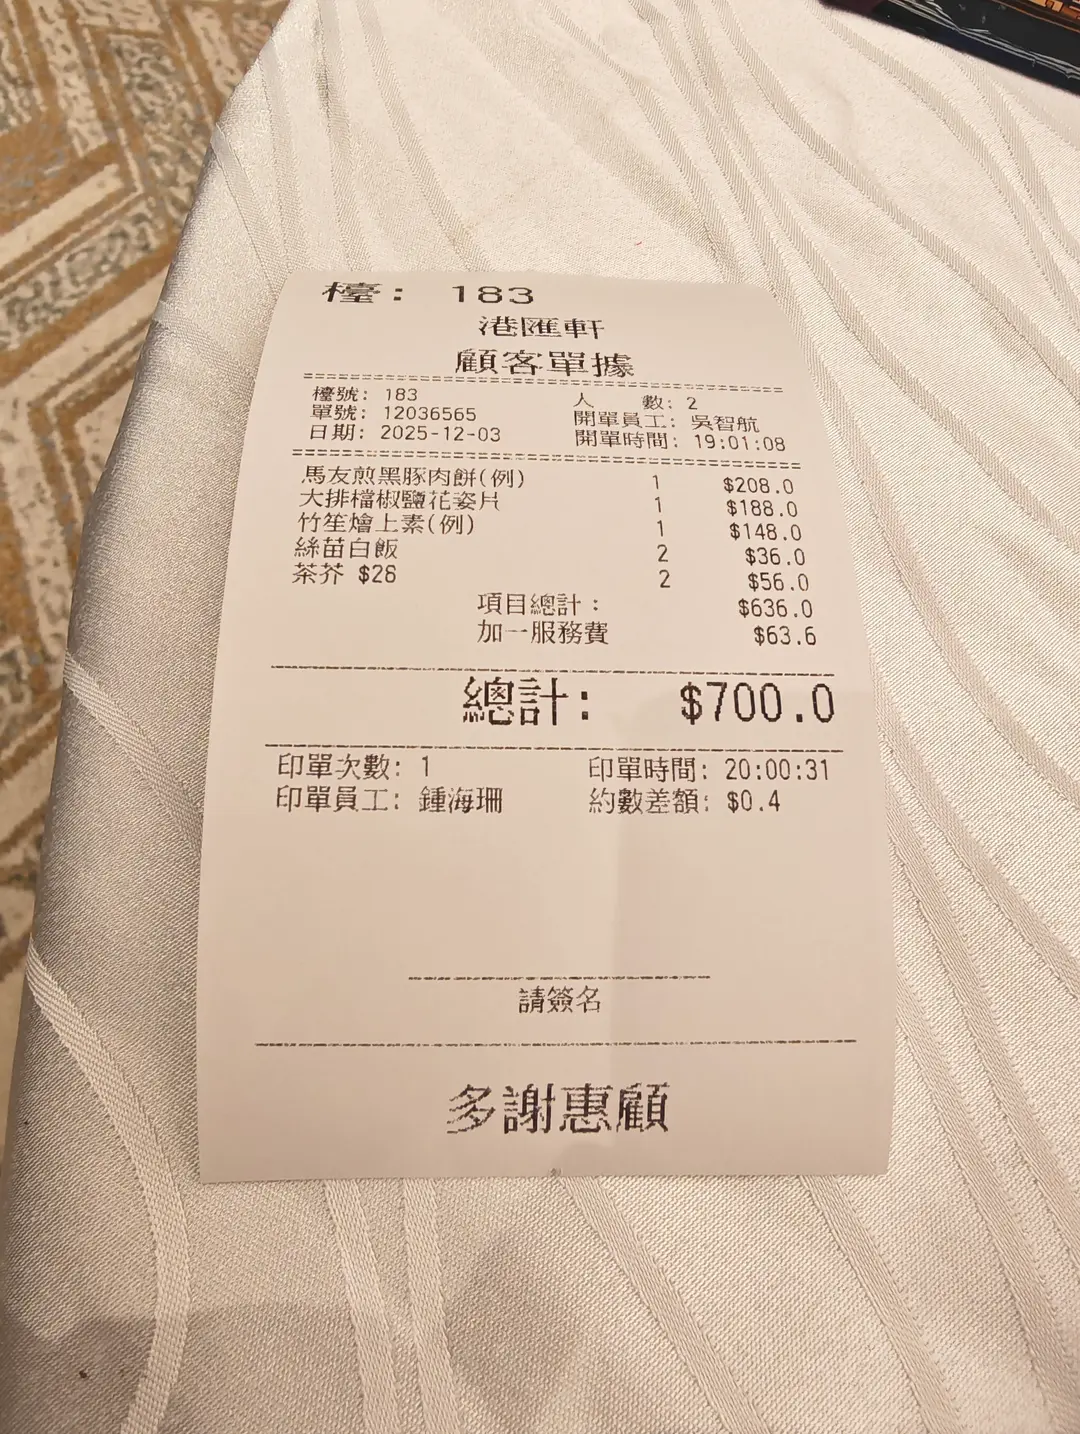 檯: 183
港匯軒
顧客單據
檯號: 183 人 數: 2
單號: 12036565 開單員工: 吳智航
日期: 2025-12-03 開單時間: 19:01:08
馬友煎黑豚肉餅(例) 1 $208.0
大排檔椒鹽花姿片 1 $188.0
竹笙燴上素(例) 1 $148.0
絲苗白飯 2 $36.0
茶芥 $28 2 $56.0
項目總計: $636.0
加一服務費 $63.6
總計: $700.0
印單次數: 1 印單時間: 20:00:31
印單員工: 鍾海珊 約數差額: $0.4
請簽名
多謝惠顧